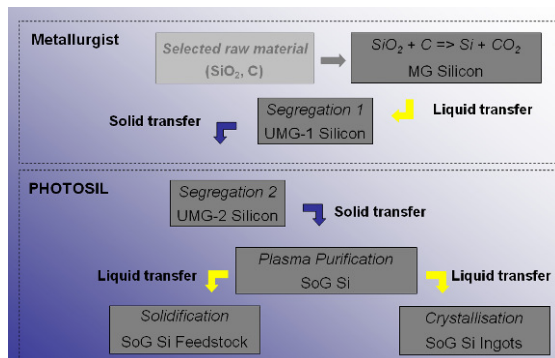 Metallurgist
Selected raw material
(SiO2, C)
SiO2 + C => Si + CO2
MG Silicon
Segregation 1
UMG-1 Silicon
Liquid transfer
Solid transfer
PHOTOSIL
Segregation 2
UMG-2 Silicon
Solid transfer
Plasma Purification
SoG Si
Liquid transfer
Liquid transfer
Solidification
SoG Si Feedstock
Crystallisation
SoG Si Ingots